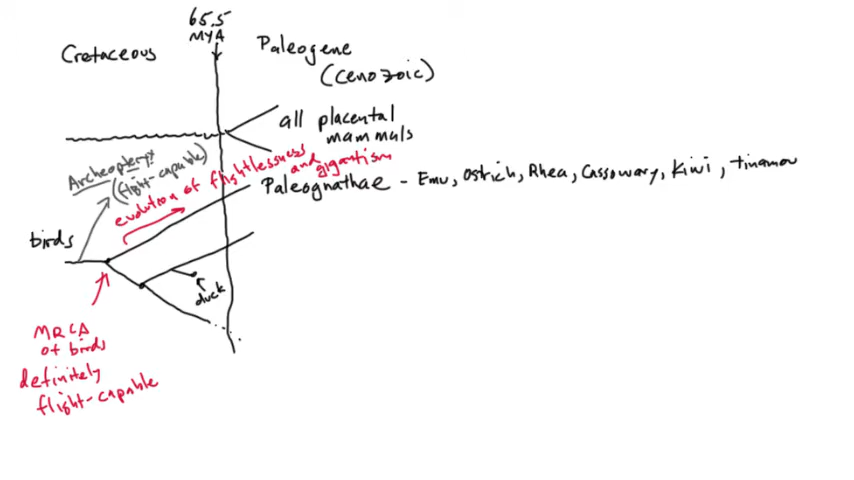 65.5
MYA
Cretaceous
Paleogene
(Cenozoic)
all placental
mammals
Archeopteryx
(flight-capable)
evolution of flightlessness
and
gigantism
Paleognathae - Emu, Ostrich, Rhea, Cassowary, Kiwi, tinamou
birds
duck
MRCA
of birds
definitely
flight-capable